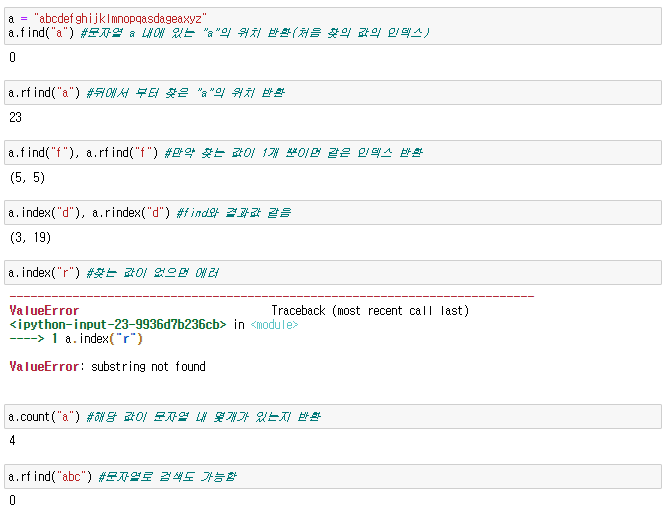 a = "abcdefghijklmnopqasdageaxyz"
a.find("a") #문자열 a 내에 있는 "a"의 위치 반환(처음 찾의 값의 인덱스)
0
a.rfind("a") #뒤에서 부터 찾은 "a"의 위치 반환
23
a.find("f"), a.rfind("f") #만약 찾는 값이 1개 뿐이면 같은 인덱스 반환
(5, 5)
a.index("d"), a.rindex("d") #find와 결과값 같음
(3, 19)
a.index("r") #찾는 값이 없으면 에러
---------------------------------------------------------------------------
ValueError Traceback (most recent call last)
<ipython-input-23-9936d7b236cb> in <module>
----> 1 a.index("r")
ValueError: substring not found
a.count("a") #해당 값이 문자열 내 몇개가 있는지 반환
4
a.rfind("abc") #문자열로 검색도 가능함
0